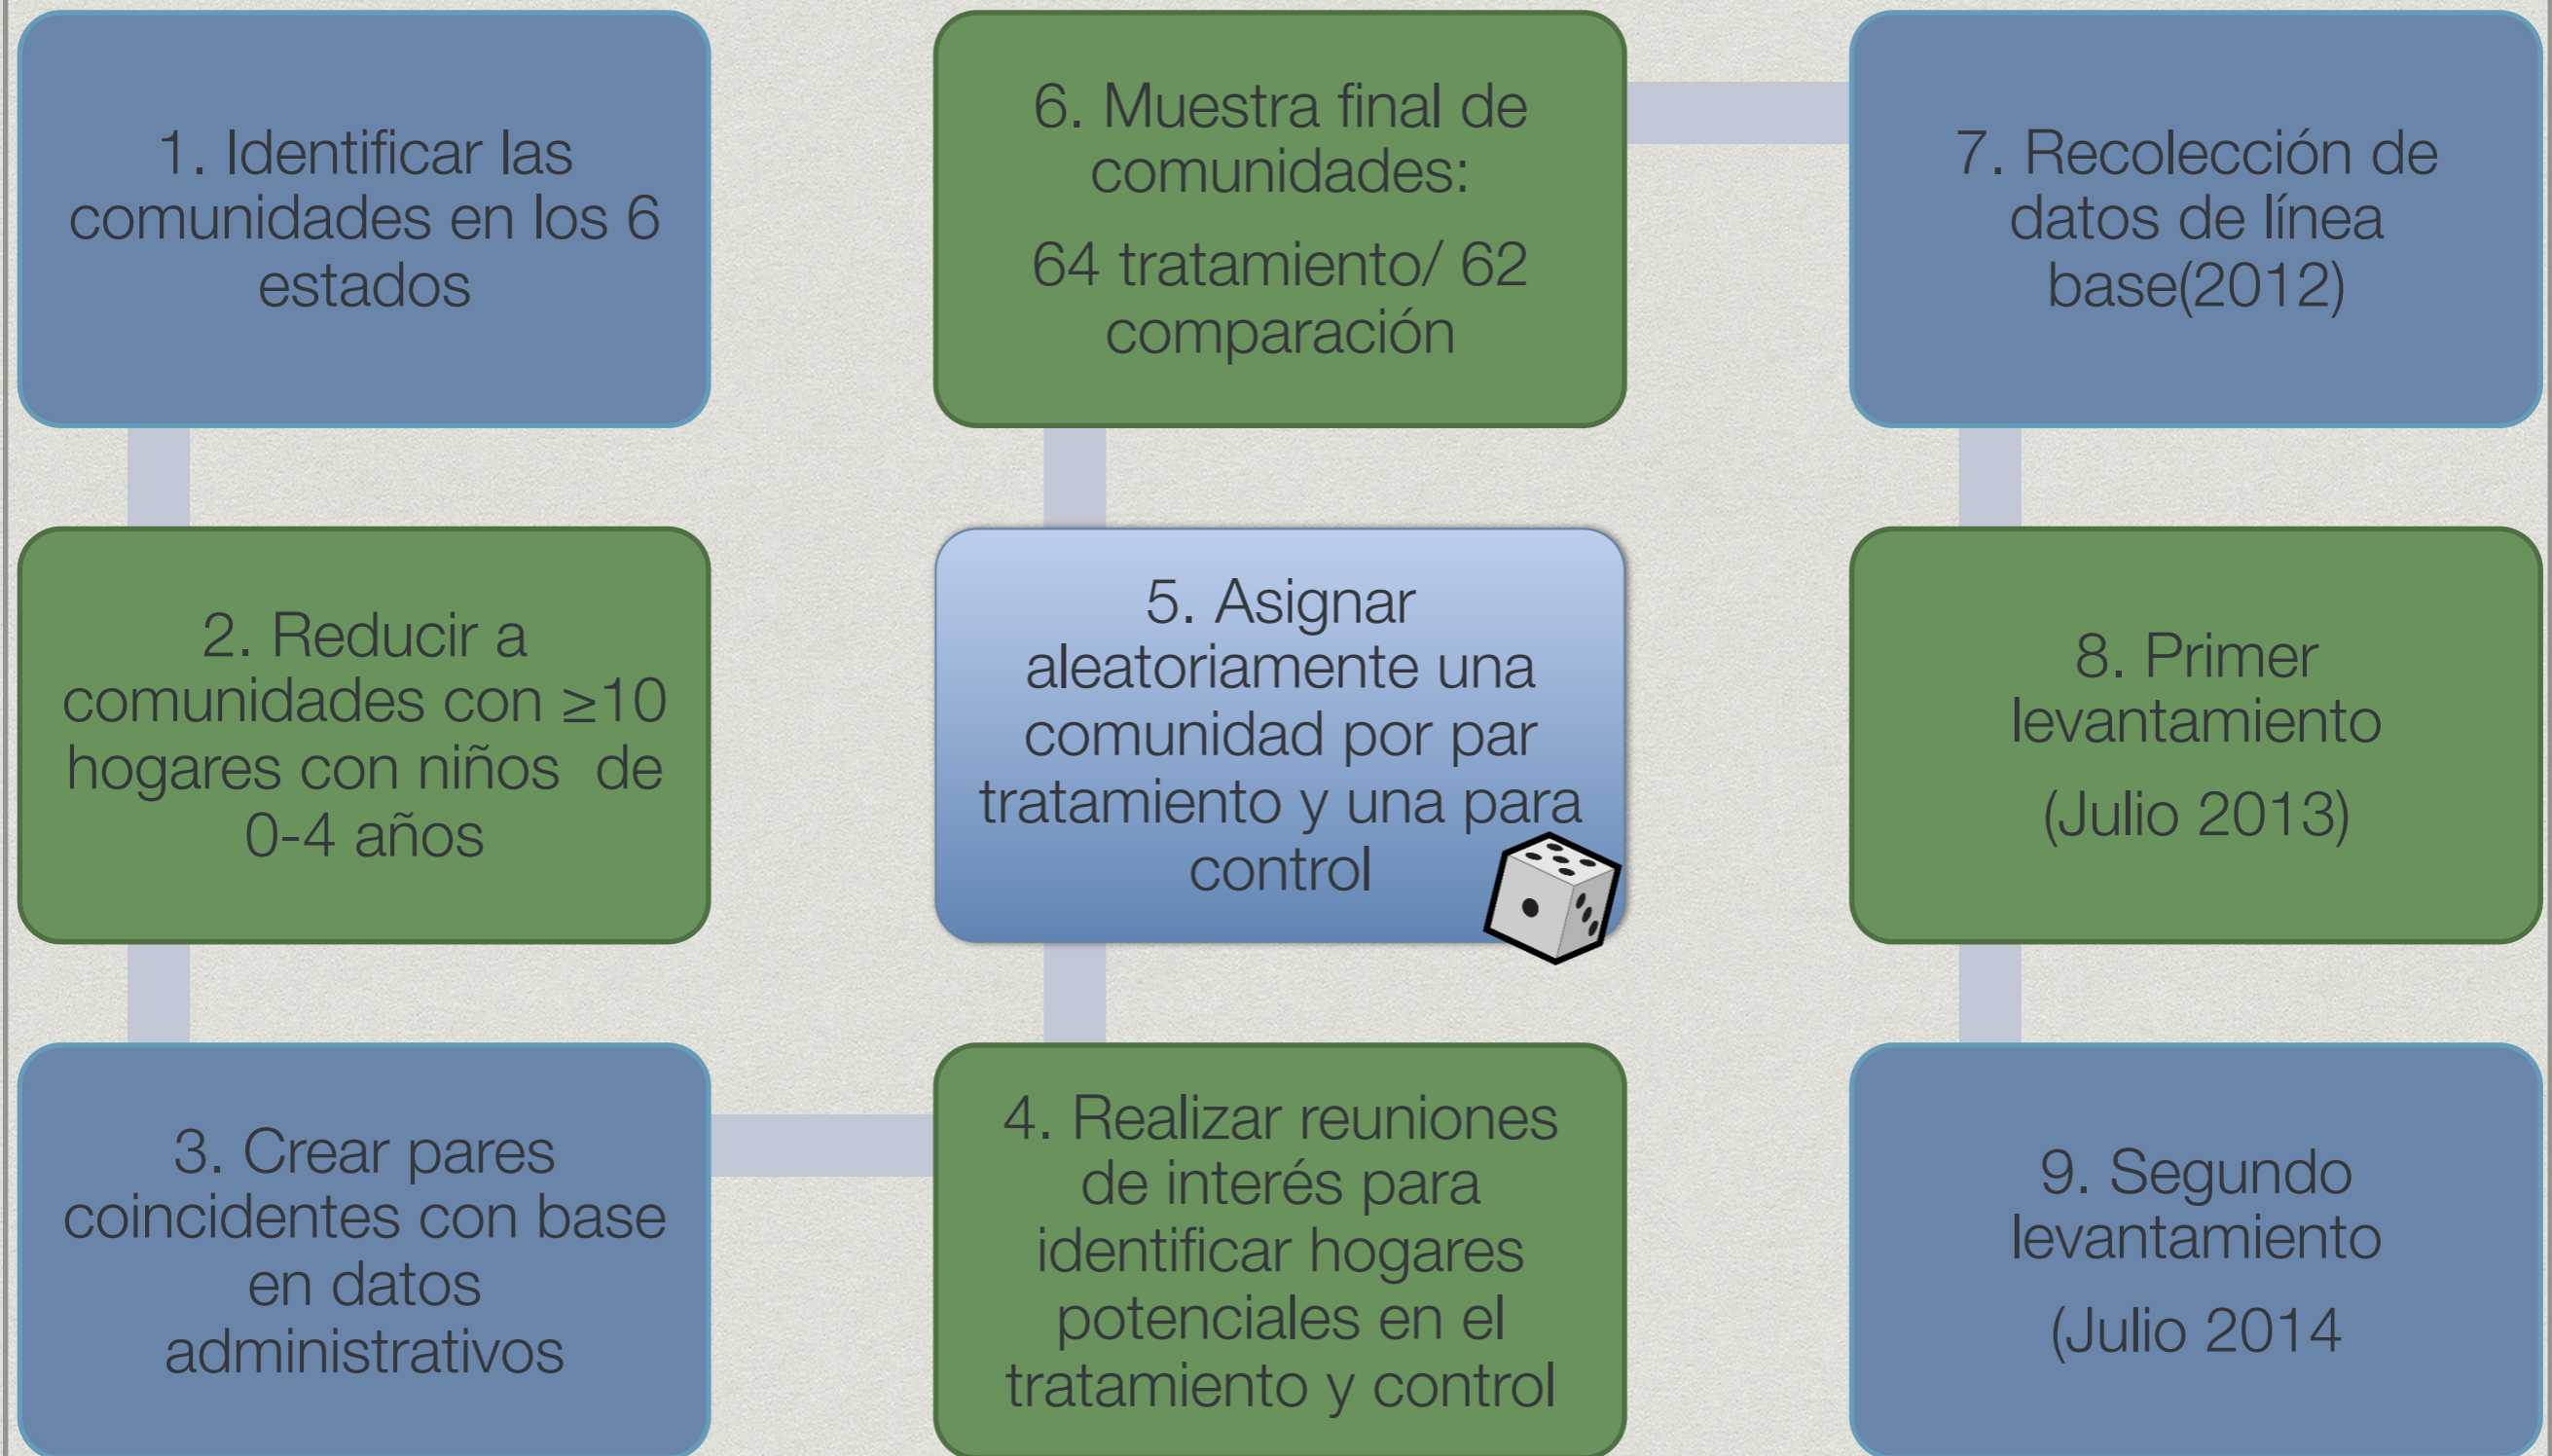 1. Identificar las
comunidades en los 6
estados
2. Reducir a
comunidades con ≥10
hogares con niños  de
0-4 años
3. Crear pares
coincidentes con base
en datos
administrativos
4. Realizar reuniones
de interés para
identificar hogares
potenciales en el
tratamiento y control
5. Asignar
aleatoriamente una
comunidad por par
tratamiento y una para
control
6. Muestra final de
comunidades:
64 tratamiento/ 62
comparación
7. Recolección de
datos de línea
base(2012)
8. Primer
levantamiento
(Julio 2013)
9. Segundo
levantamiento
(Julio 2014